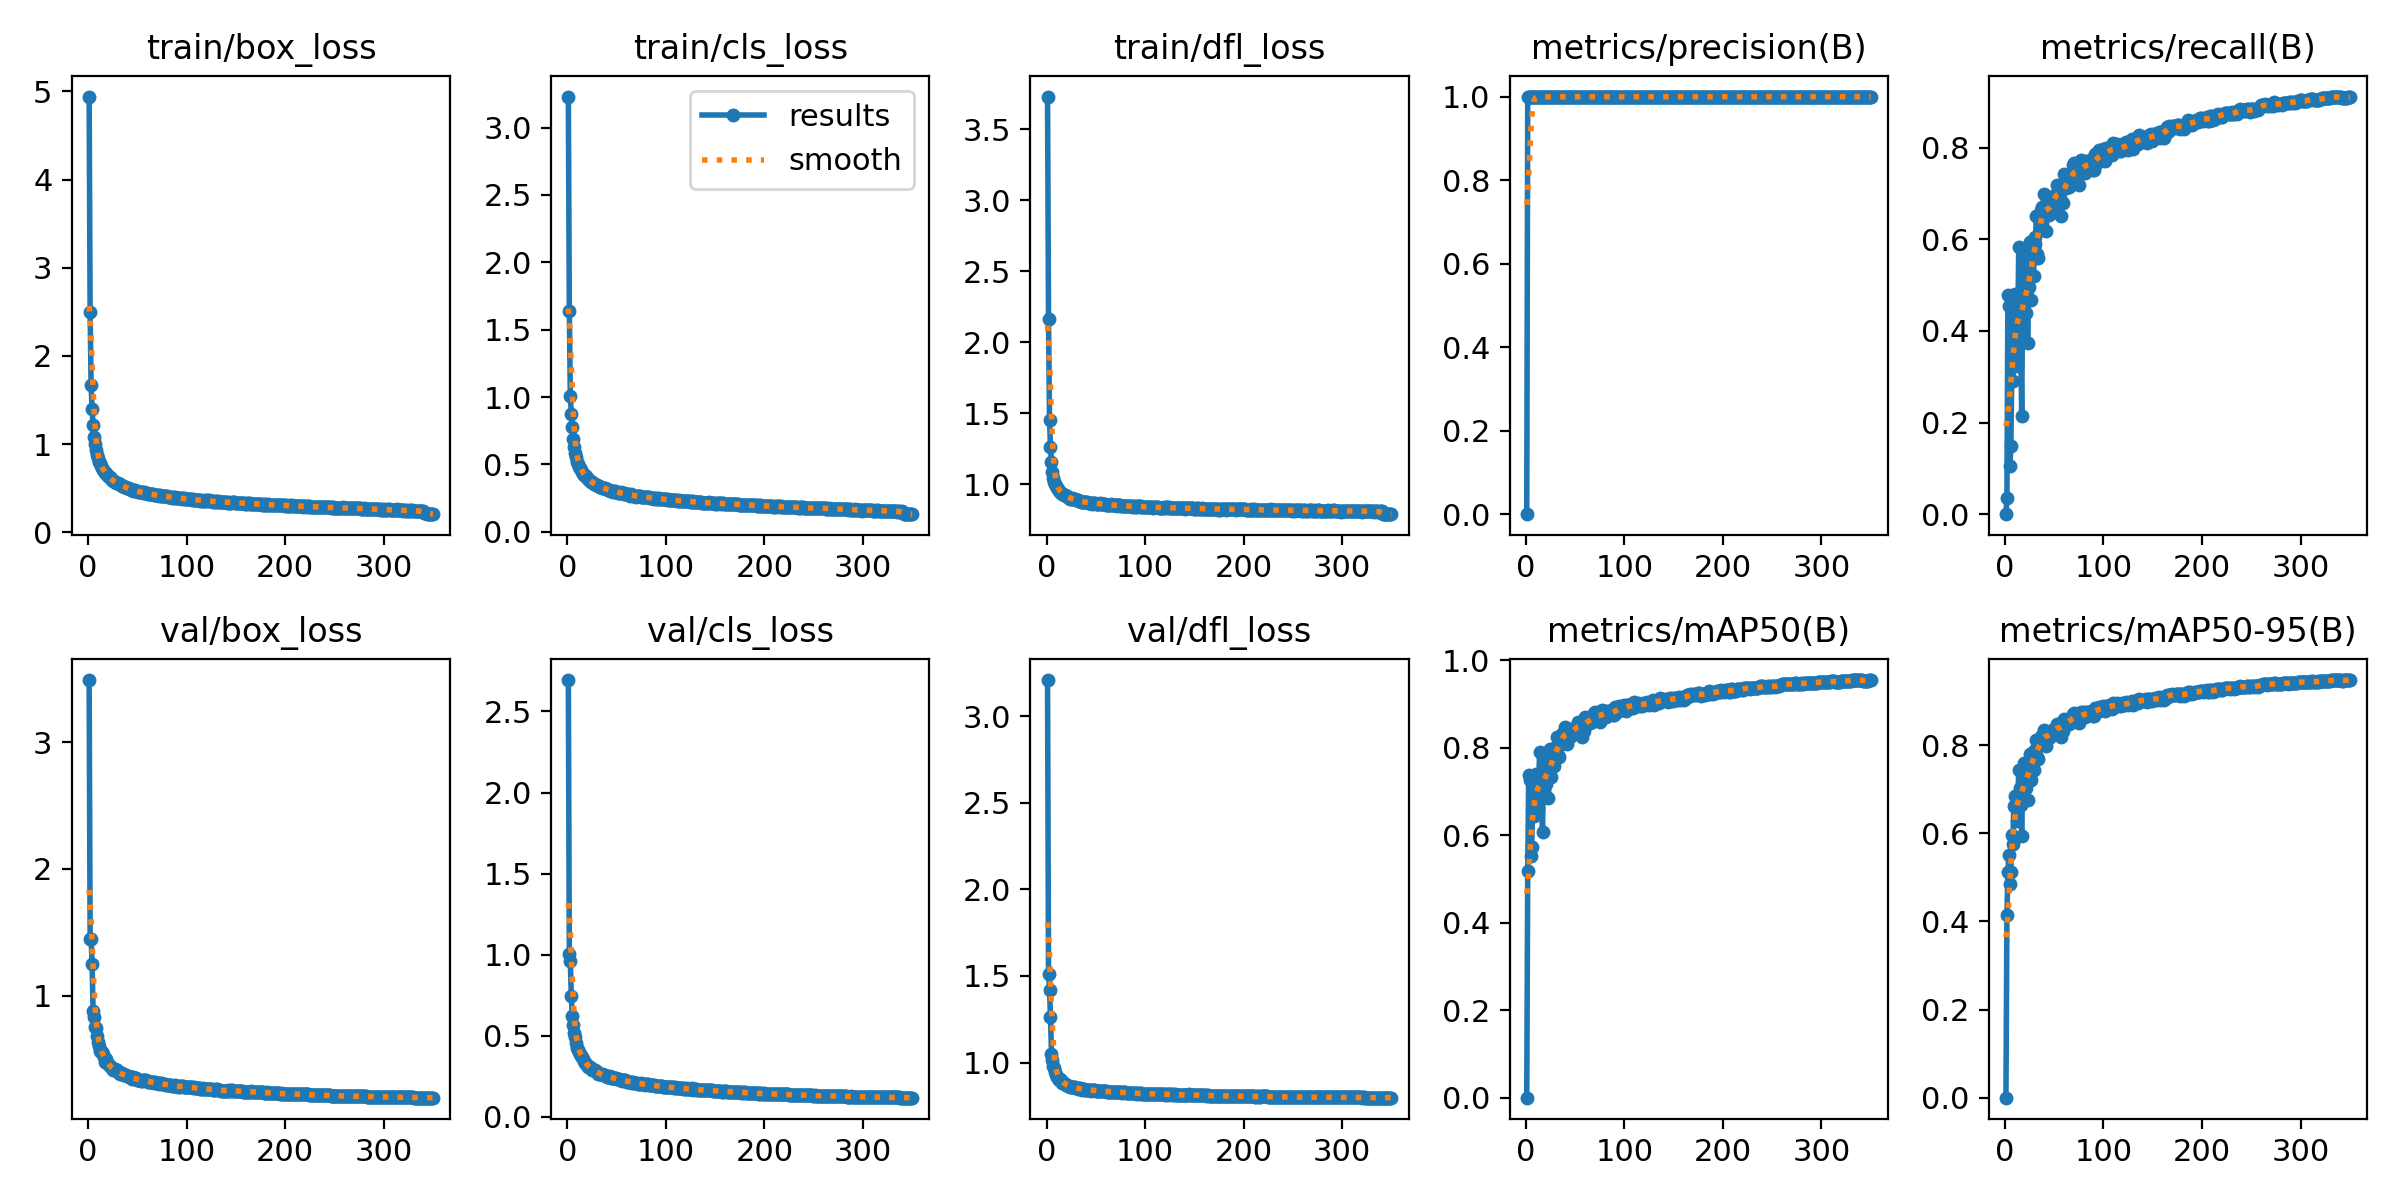 train/box_loss
5
4
3
2
1
0
0 100 200 300
train/cls_loss
results
smooth
3.0
2.5
2.0
1.5
1.0
0.5
0.0
0 100 200 300
train/dfl_loss
3.5
3.0
2.5
2.0
1.5
1.0
0 100 200 300
metrics/precision(B)
1.0
0.8
0.6
0.4
0.2
0.0
0 100 200 300
metrics/recall(B)
0.8
0.6
0.4
0.2
0.0
0 100 200 300
val/box_loss
3
2
1
0 100 200 300
val/cls_loss
2.5
2.0
1.5
1.0
0.5
0.0
0 100 200 300
val/dfl_loss
3.0
2.5
2.0
1.5
1.0
0 100 200 300
metrics/mAP50(B)
1.0
0.8
0.6
0.4
0.2
0.0
0 100 200 300
metrics/mAP50-95(B)
0.8
0.6
0.4
0.2
0.0
0 100 200 300